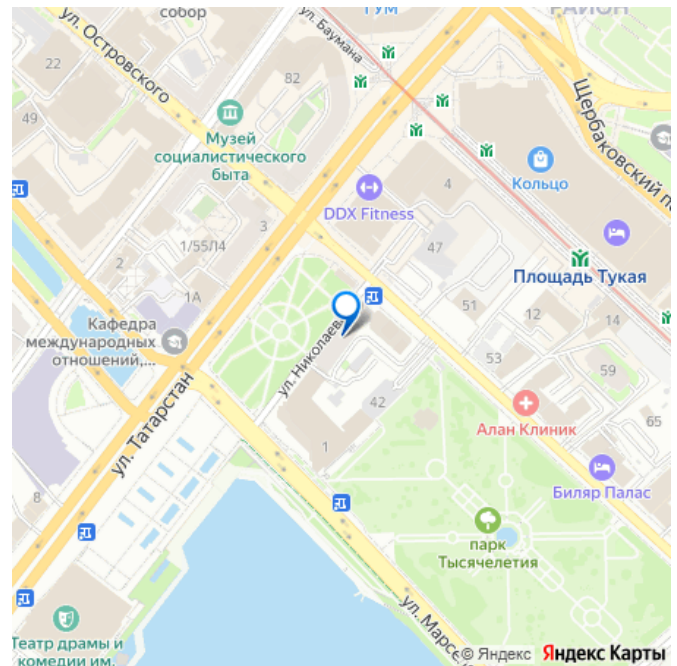 собор
ГУМ
РАЙОН
ул. Баумана
ул. Островского
22
82
49
Музей
социалистического
быта
Щербаковский п
Кольцо
DDX Fitness
4
3
1/55/14
2
47
Площадь Тукая
1А
51
12
14
Кафедра
международных
отношений,...
ул. Николаев
53
59
ул. Татарстан
42
65
Алан Клиник
1
Биляр Палас
8
парк
Тысячелетия
ул. Марсе
Театр драмы и
комедии им.
© Яндекс Яндекс Карты